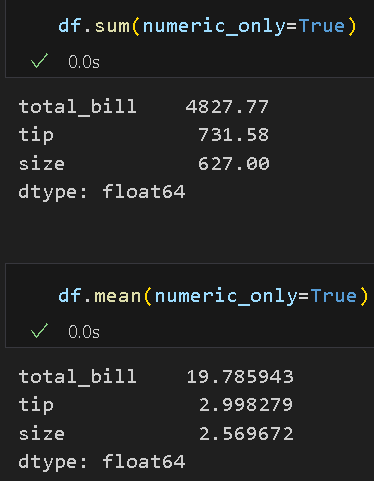 df.sum(numeric_only=True)
0.0s
total_bill    4827.77
tip            731.58
size           627.00
dtype: float64
df.mean(numeric_only=True)
0.0s
total_bill    19.785943
tip            2.998279
size           2.569672
dtype: float64